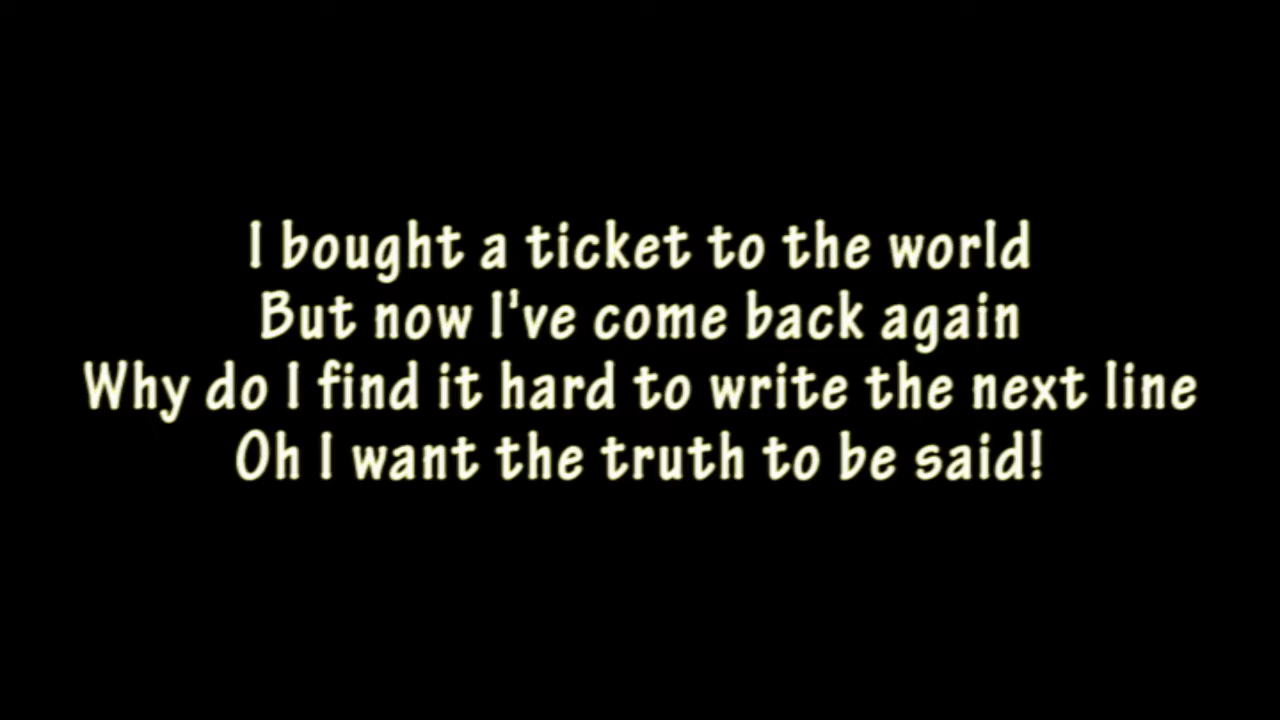 I bought a ticket to the world
But now I've come back again
Why do I find it hard to write the next line
Oh I want the truth to be said!